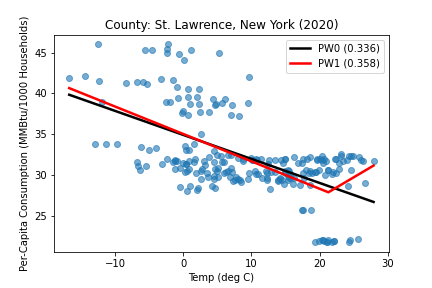 County: St. Lawrence, New York (2020)
PW0 (0.336)
PW1 (0.358)
Per-Capita Consumption (MMBtu/1000 Households)
45
40
35
30
25
−10
0
10
20
30
Temp (deg C)